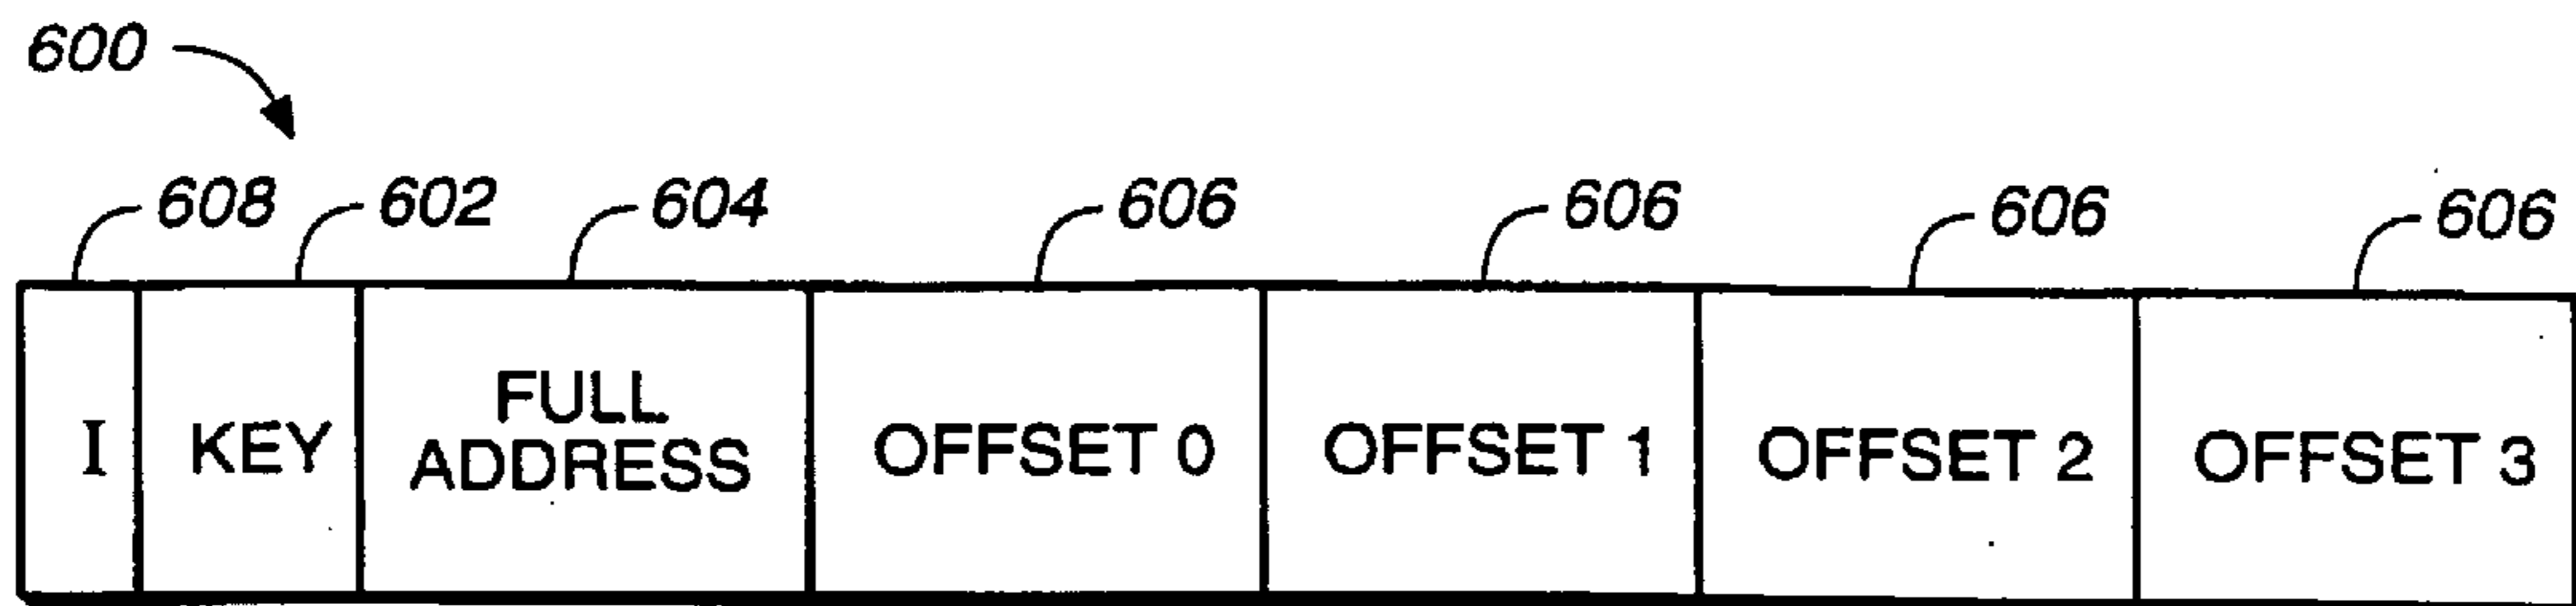 600
608 602 604 606 606 606 606
I KEY FULL ADDRESS OFFSET 0 OFFSET 1 OFFSET 2 OFFSET 3